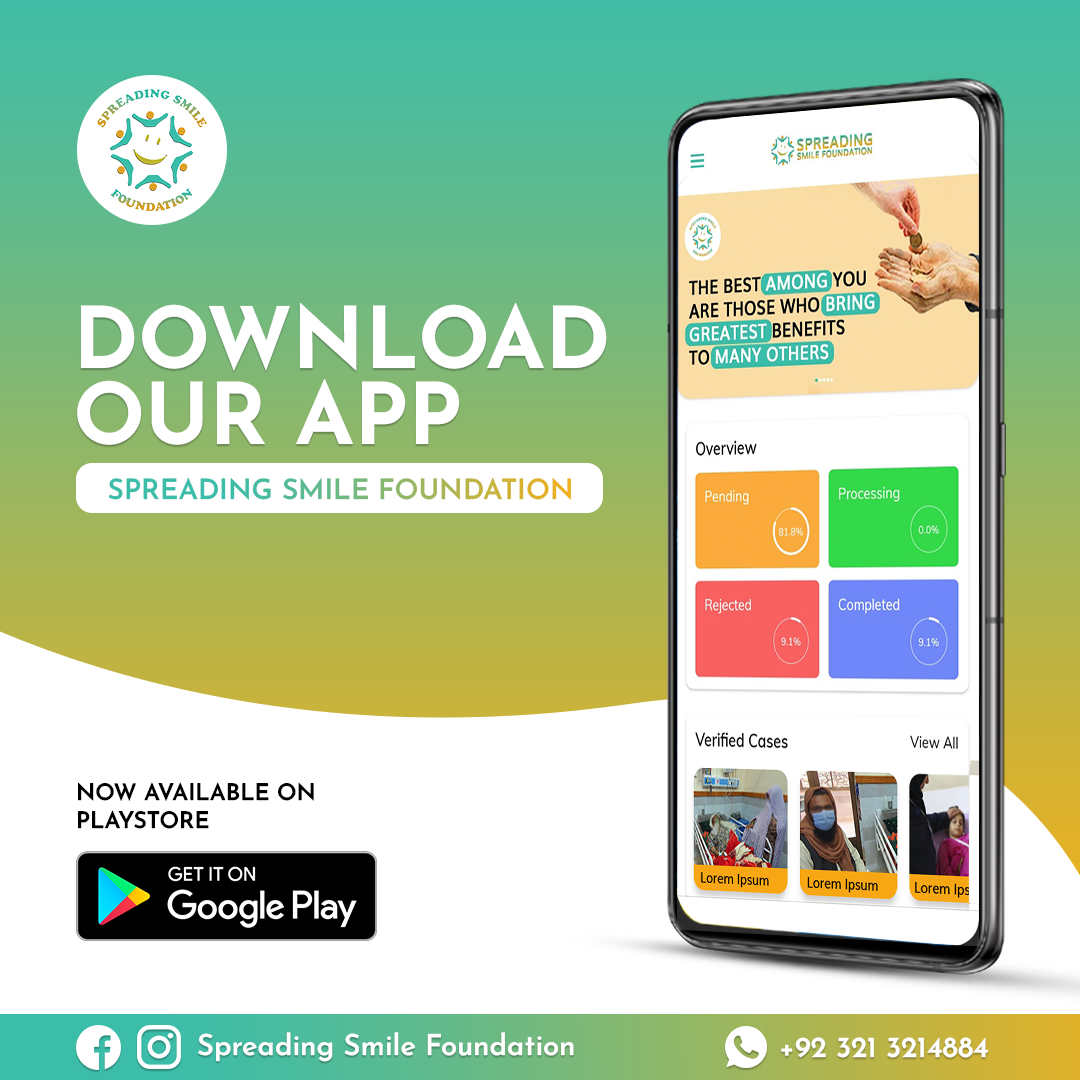 SPREADING SMILE
FOUNDATION
DOWNLOAD
OUR APP
SPREADING SMILE FOUNDATION
NOW AVAILABLE ON
PLAYSTORE
GET IT ON
Google Play
SPREADING
SMILE FOUNDATION
SPREADING SMILE
FOUNDATION
THE BEST AMONG YOU
ARE THOSE WHO BRING
GREATEST BENEFITS
TO MANY OTHERS
Overview
Pending
81.8%
Processing
0.0%
Rejected
9.1%
Completed
9.1%
Verified Cases
View All
Lorem Ipsum
Lorem Ipsum
Lorem Ips
Spreading Smile Foundation
+92 321 3214884